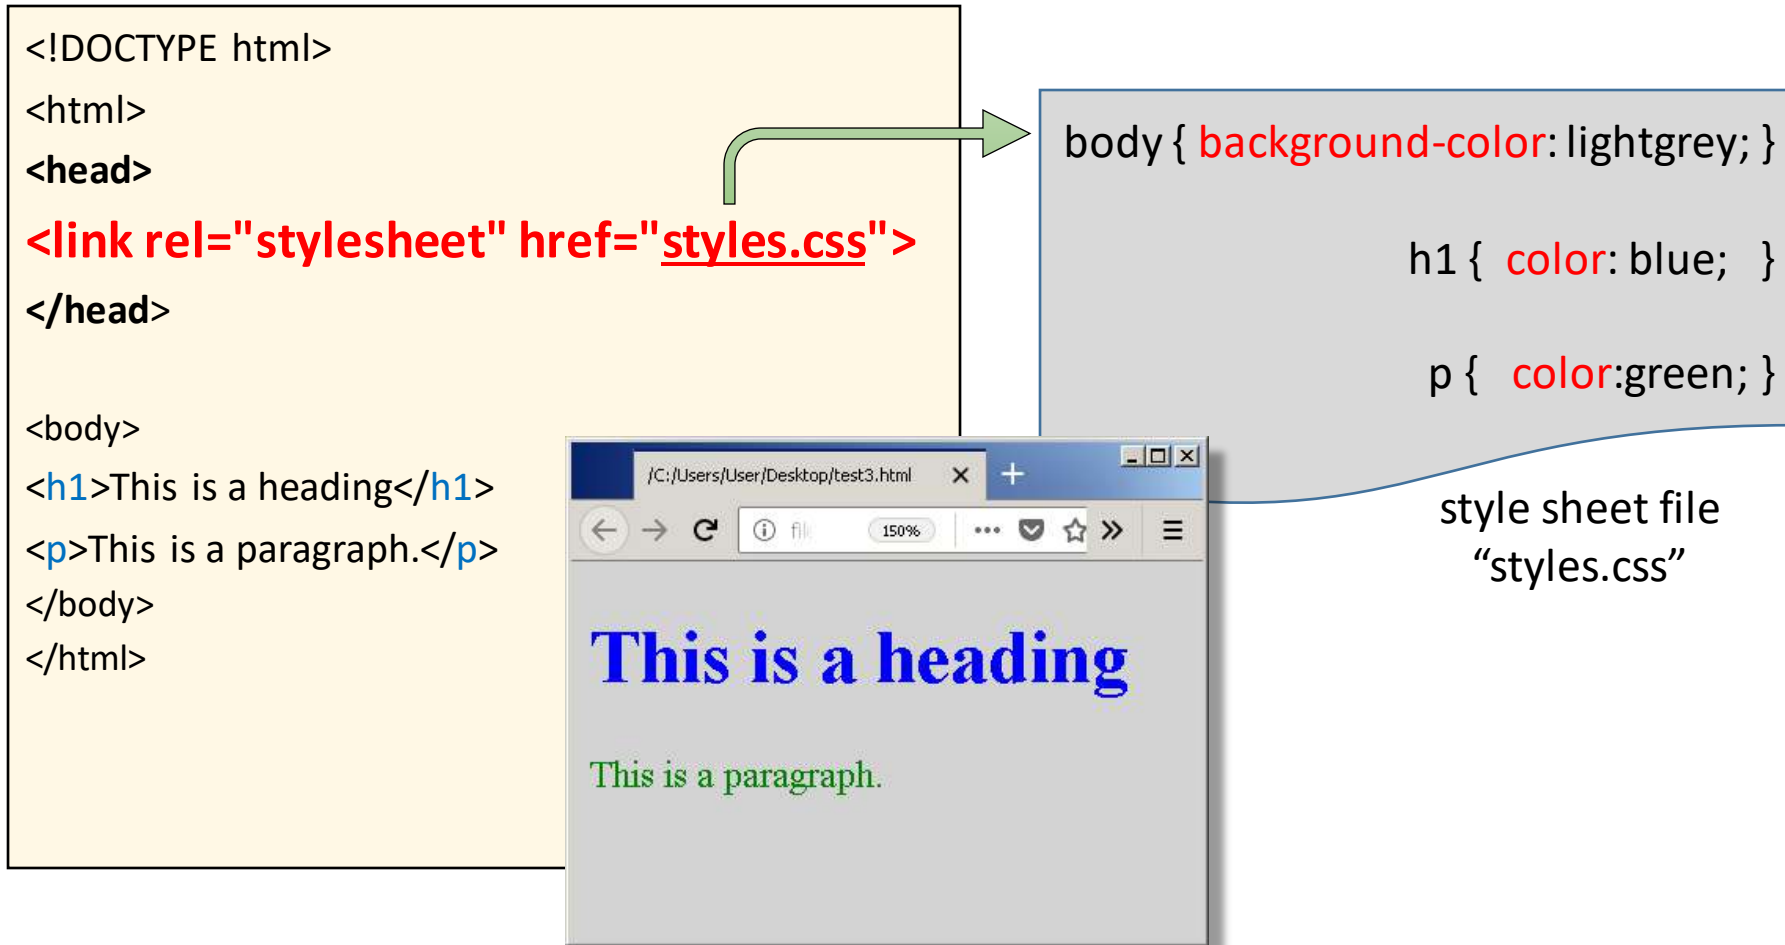 <!DOCTYPE html>
<html>
<head>
<link rel="stylesheet" href="styles.css">
</head>
<body>
<h1>This is a heading</h1>
<p>This is a paragraph.</p>
</body>
</html>
body { background-color: lightgrey; }
h1 { color: blue; }
p { color:green; }
style sheet file
“styles.css”
/C:/Users/User/Desktop/test3.html
150%
This is a heading
This is a paragraph.